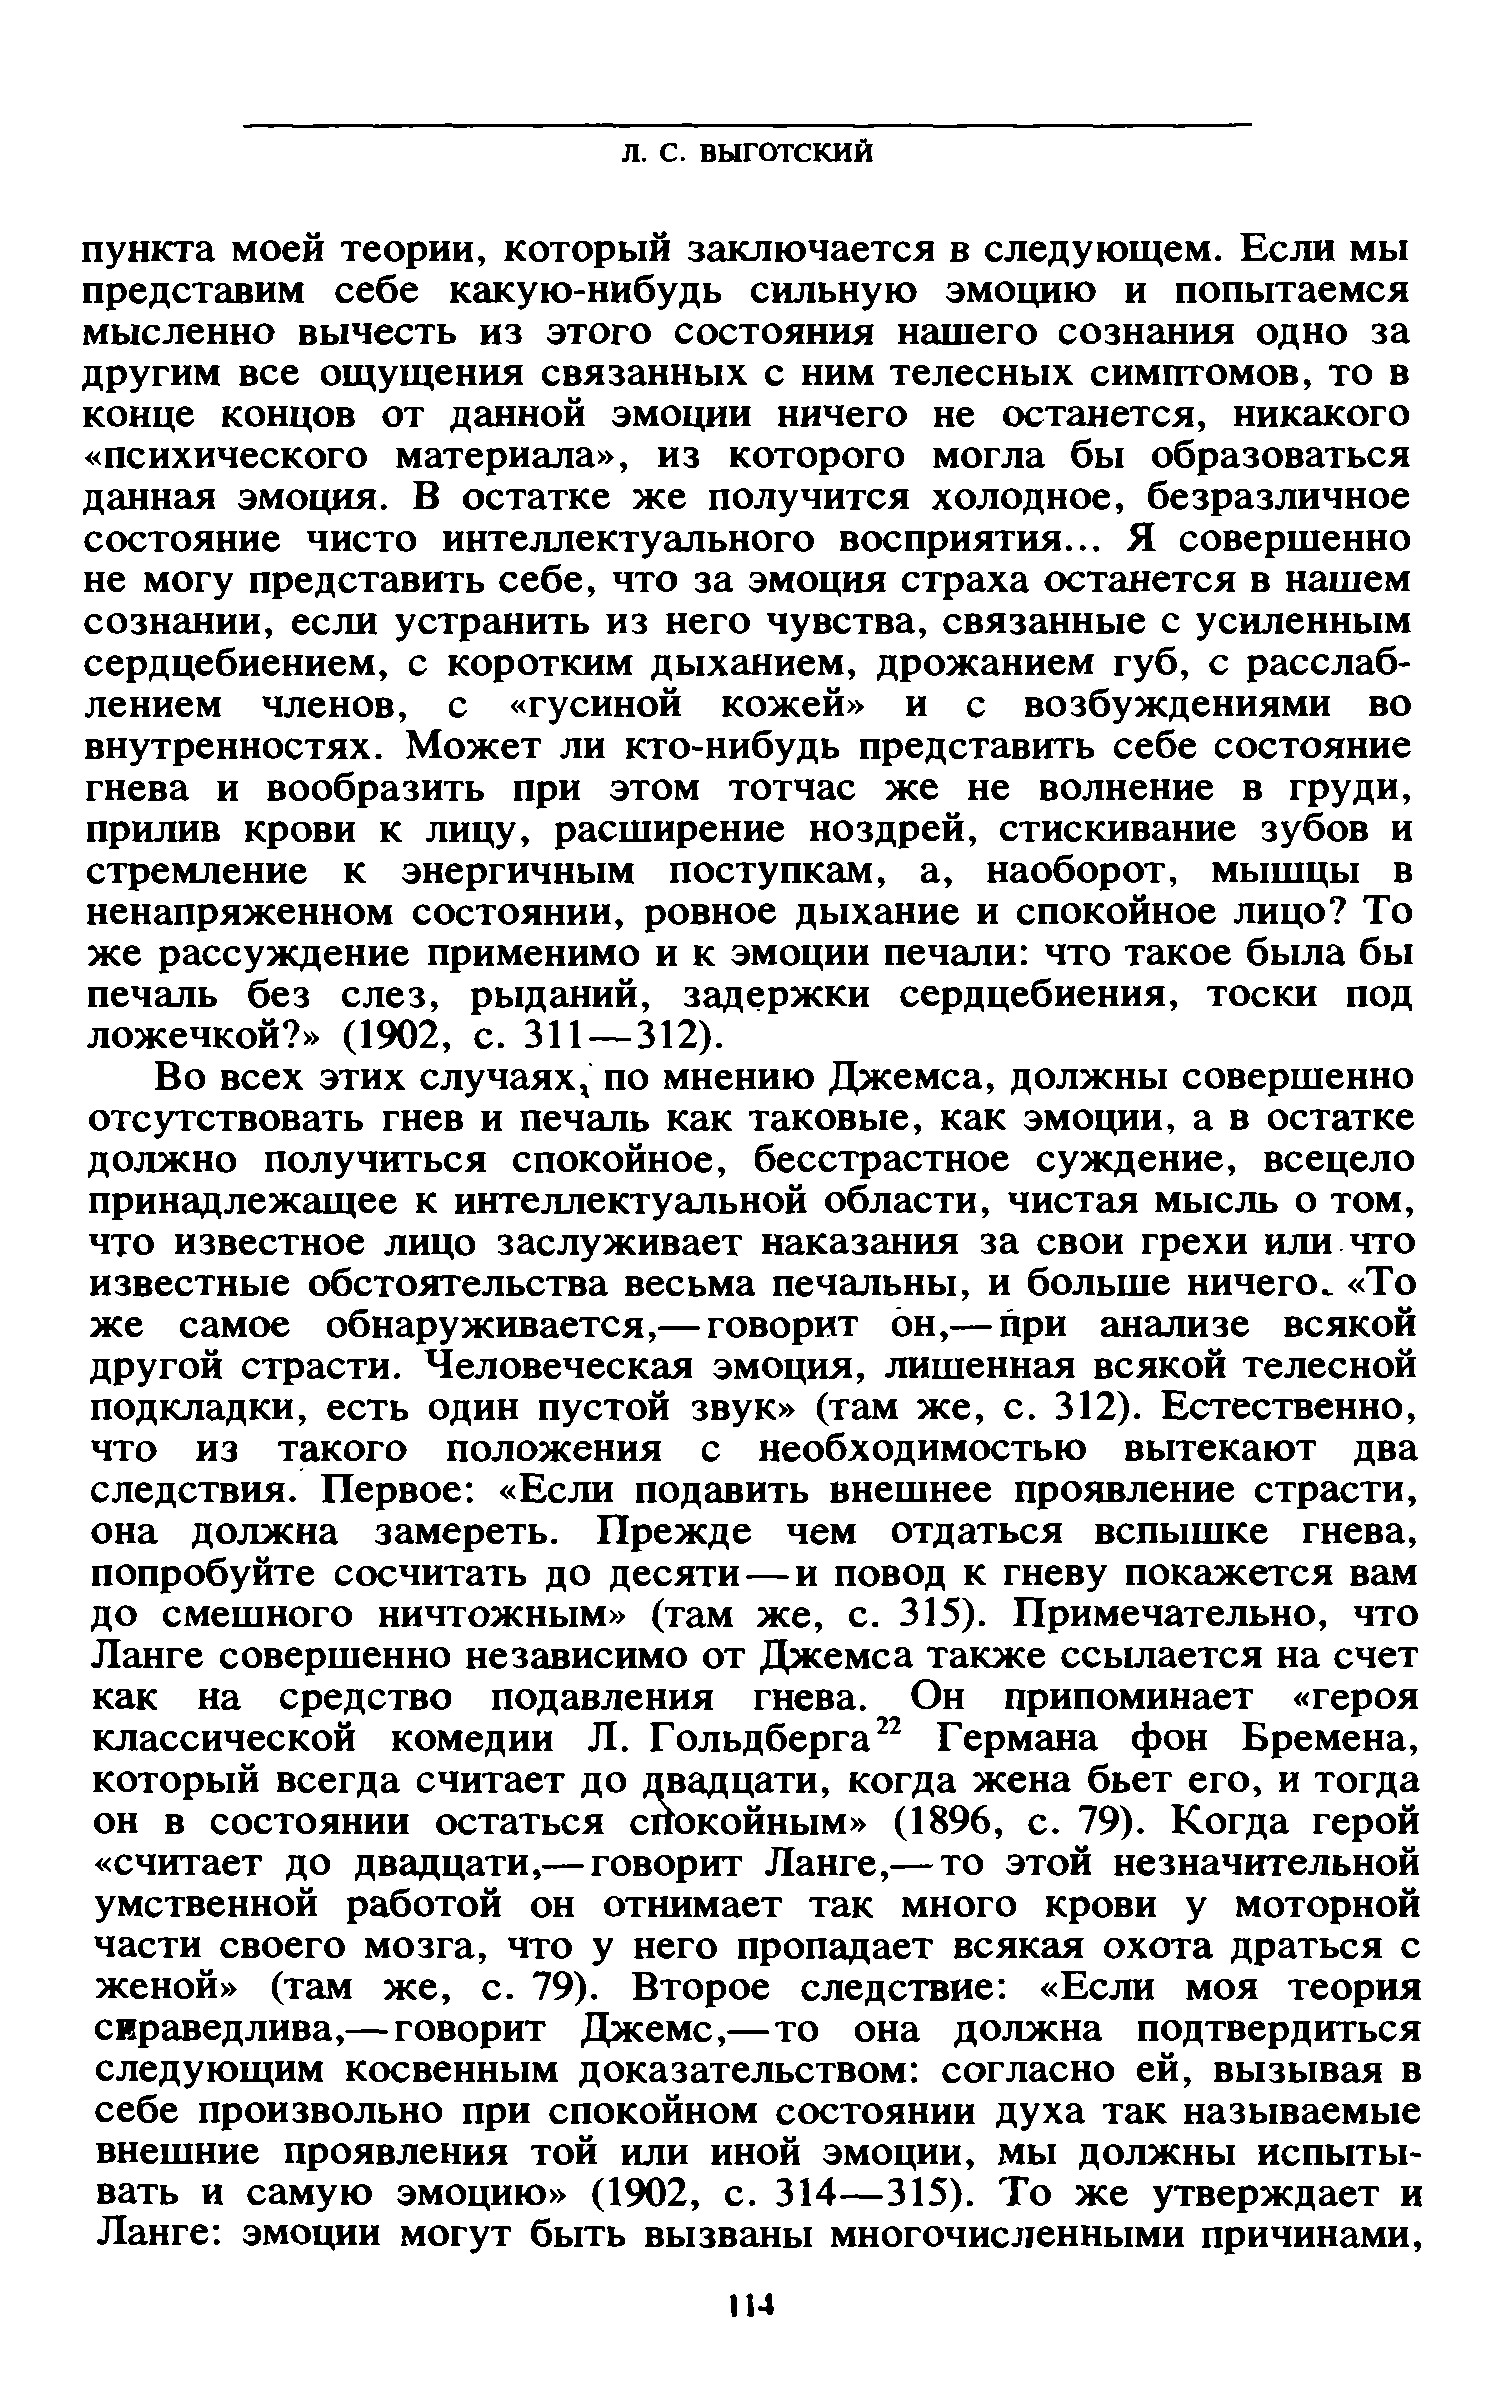 Л. С. ВЫГОТСКИЙ
пункта моей теории, который заключается в следующем. Если мы
представим себе какую-нибудь сильную эмоцию и попытаемся
мысленно вычесть из этого состояния нашего сознания одно за
другим все ощущения связанных с ним телесных симптомов, то в
конце концов от данной эмоции ничего не останется, никакого
«психического материала», из которого могла бы образоваться
данная эмоция. В остатке же получится холодное, безразличное
состояние чисто интеллектуального восприятия... Я совершенно
не могу представить себе, что за эмоция страха останется в нашем
сознании, если устранить из него чувства, связанные с усиленным
сердцебиением, с коротким дыханием, дрожанием губ, с расслаб-
лением членов, с «гусиной кожей» и с возбуждениями во
внутренностях. Может ли кто-нибудь представить себе состояние
гнева и вообразить при этом тотчас же не волнение в груди,
прилив крови к лицу, расширение ноздрей, стискивание зубов и
стремление к энергичным поступкам, а, наоборот, мышцы в
ненапряженном состоянии, ровное дыхание и спокойное лицо? То
же рассуждение применимо и к эмоции печали: что такое была бы
печаль без слез, рыданий, задержки сердцебиения, тоски под
ложечкой?» (1902, с. 311—312).
Во всех этих случаях, по мнению Джемса, должны совершенно
отсутствовать гнев и печаль как таковые, как эмоции, а в остатке
должно получиться спокойное, бесстрастное суждение, всецело
принадлежащее к интеллектуальной области, чистая мысль о том,
что известное лицо заслуживает наказания за свои грехи или что
известные обстоятельства весьма печальны, и больше ничего. «То
же самое обнаруживается,—говорит он,—при анализе всякой
другой страсти. Человеческая эмоция, лишенная всякой телесной
подкладки, есть один пустой звук» (там же, с. 312). Естественно,
что из такого положения с необходимостью вытекают два
следствия. Первое: «Если подавить внешнее проявление страсти,
она должна замереть. Прежде чем отдаться вспышке гнева,
попробуйте сосчитать до десяти—и повод к гневу покажется вам
до смешного ничтожным» (там же, с. 315). Примечательно, что
Ланге совершенно независимо от Джемса также ссылается на счет
как на средство подавления гнева. Он припоминает «героя
классической комедии Л. Гольдберга²² Германа фон Бремена,
который всегда считает до двадцати, когда жена бьет его, и тогда
он в состоянии остаться спокойным» (1896, с. 79). Когда герой
«считает до двадцати,—говорит Ланге,—то этой незначительной
умственной работой он отнимает так много крови у моторной
части своего мозга, что у него пропадает всякая охота драться с
женой» (там же, с. 79). Второе следствие: «Если моя теория
справедлива,—говорит Джемс,—то она должна подтвердиться
следующим косвенным доказательством: согласно ей, вызывая в
себе произвольно при спокойном состоянии духа так называемые
внешние проявления той или иной эмоции, мы должны испыты-
вать и самую эмоцию» (1902, с. 314—315). То же утверждает и
Ланге: эмоции могут быть вызваны многочисленными причинами,
114